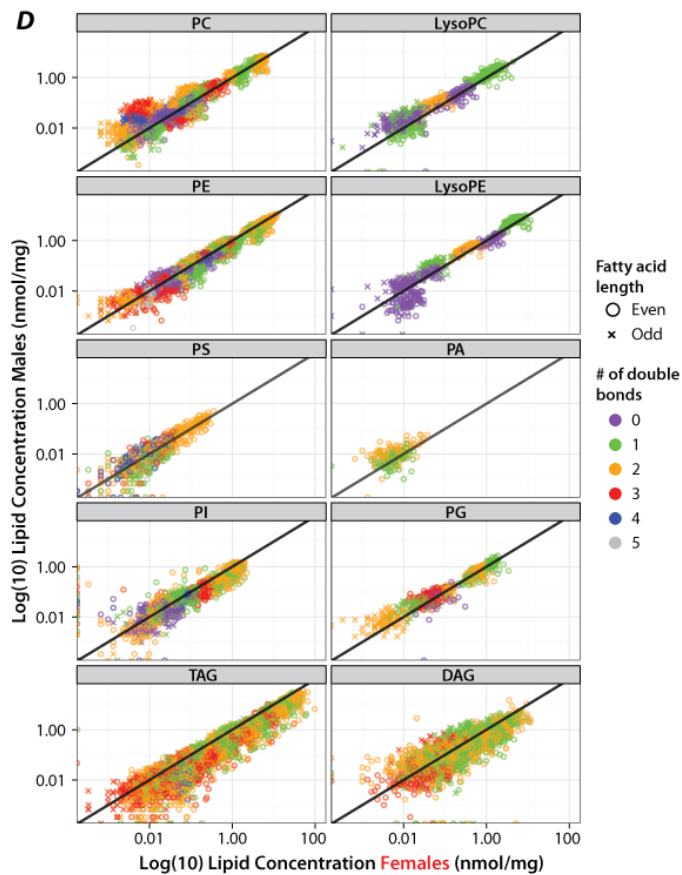 D
PC
LysoPC
1.00
0.01
PE
LysoPE
1.00
0.01
PS
PA
1.00
0.01
PI
PG
1.00
0.01
TAG
DAG
1.00
0.01
0.01 1.00 100 0.01 1.00 100
Log(10) Lipid Concentration Females (nmol/mg)
Log(10) Lipid Concentration Males (nmol/mg)
Fatty acid
length
Even
Odd
# of double
bonds
0
1
2
3
4
5